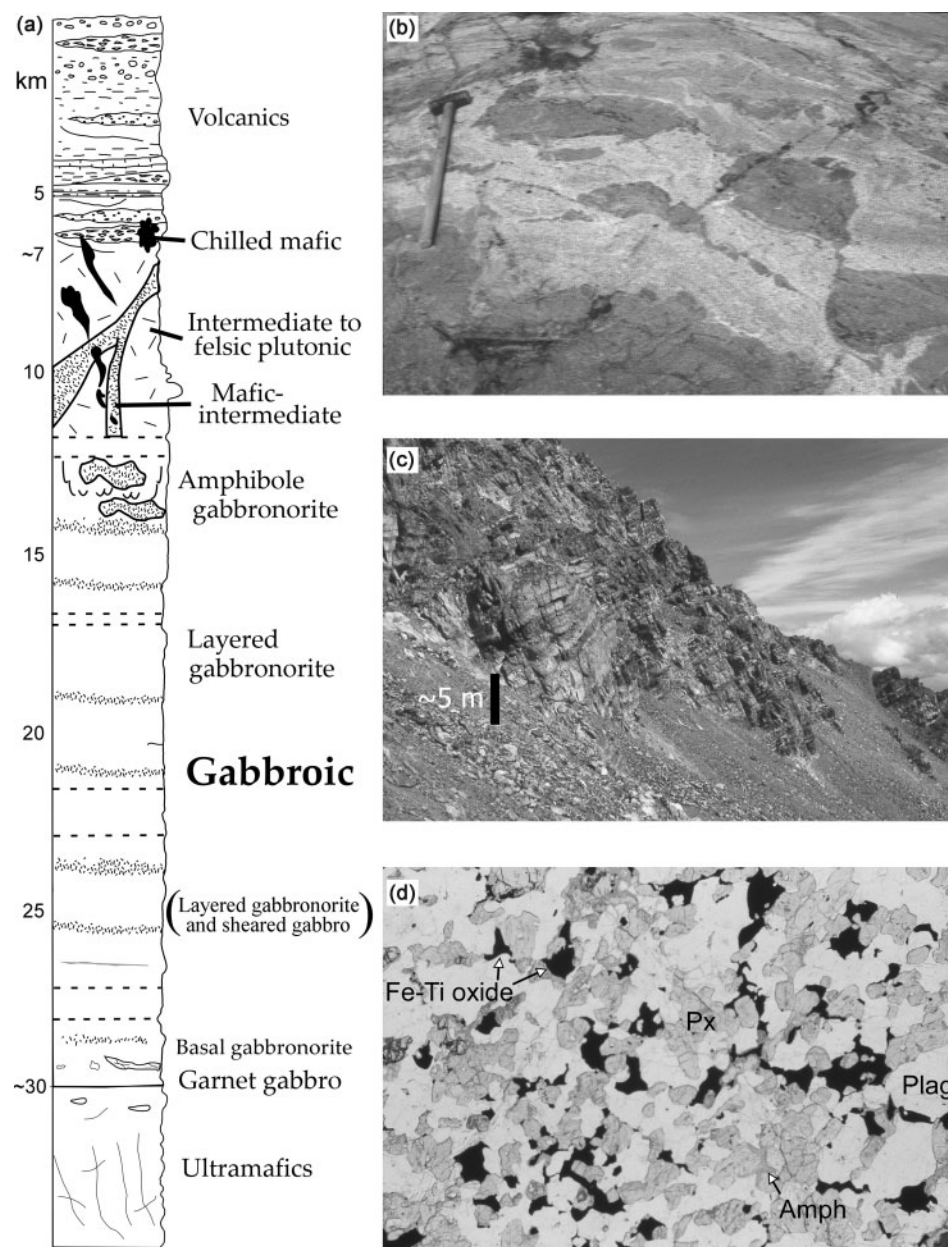 (a)
km
Volcanics
5
Chilled mafic
~7
Intermediate to
felsic plutonic
10
Mafic-
intermediate
Amphibole
gabbronorite
15
Layered
gabbronorite
20
Gabbroic
25
(Layered gabbronorite
and sheared gabbro)
Basal gabbronorite
Garnet gabbro
~30
Ultramafics
(b)
(c)
~5 m
(d)
Fe-Ti oxide
Px
Plag
Amph